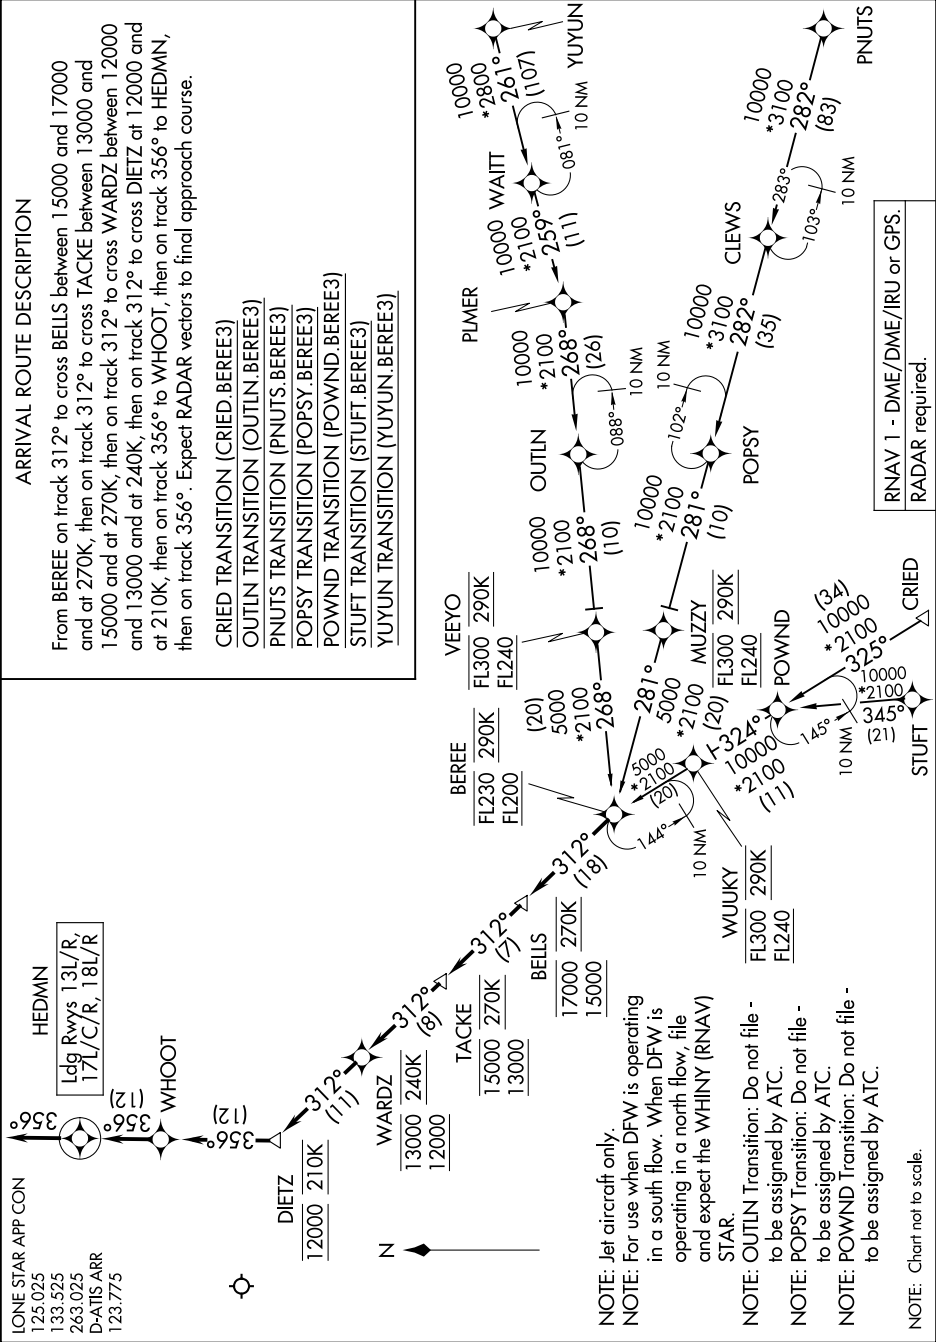 LONE STAR APP CON
125.025
133.525
263.025
D-ATIS ARR
123.775
ARRIVAL ROUTE DESCRIPTION
From BEREE on track 312° to cross BELLS between 15000 and 17000
and at 270K, then on track 312° to cross TACKE between 13000 and
15000 and at 270K, then on track 312° to cross WARDZ between 12000
and 13000 and at 240K, then on track 312° to cross DIETZ at 12000 and
at 210K, then on track 356° to WHOOT, then on track 356° to HEDMN,
then on track 356°. Expect RADAR vectors to final approach course.
CRIED TRANSITION (CRIED.BEREE3)
OUTLN TRANSITION (OUTLN.BEREE3)
PNUTS TRANSITION (PNUTS.BEREE3)
POPSY TRANSITION (POPSY.BEREE3)
POWND TRANSITION (POWND.BEREE3)
STUFT TRANSITION (STUFT.BEREE3)
YUYUN TRANSITION (YUYUN.BEREE3)
HEDMN
Ldg Rwys 13L/R,
17L/C/R, 18L/R
356°
356°
(12)
WHOOT
356°
(12)
DIETZ
12000 210K
312°
(11)
WARDZ
13000 240K
12000
312°
(8)
TACKE
15000 270K
13000
312°
(7)
BELLS
17000 270K
15000
312°
(18)
BEREE
FL230 290K
FL200
VEEYO
FL300 290K
FL240
(20)
5000
*2100
268°
10000
*2100
268°
(10)
OUTLN
088°
10 NM
10000
*2100
268°
(26)
PLMER
10000
*2100
259°
(11)
WAITT
081°
10 NM
10000
*2800
261°
(107)
YUYUN
281°
5000
*2100
(20)
MUZZY
FL300 290K
FL240
10000
*2100
281°
(10)
POPSY
102°
10 NM
10000
*3100
282°
(35)
CLEWS
283°
103°
10 NM
10000
*3100
282°
(83)
PNUTS
5000
*2100
(20)
144°
10 NM
WUUKY
FL300 290K
FL240
324°
10000
*2100
(11)
POWND
145°
10 NM
(34)
10000
*2100
325°
CRIED
10000
*2100
345°
(21)
STUFT
N
NOTE: Jet aircraft only.
NOTE: For use when DFW is operating
in a south flow. When DFW is
operating in a north flow, file
and expect the WHINY (RNAV)
STAR.
NOTE: OUTLN Transition: Do not file -
to be assigned by ATC.
NOTE: POPSY Transition: Do not file -
to be assigned by ATC.
NOTE: POWND Transition: Do not file -
to be assigned by ATC.
NOTE: Chart not to scale.
RNAV 1 - DME/DME/IRU or GPS.
RADAR required.